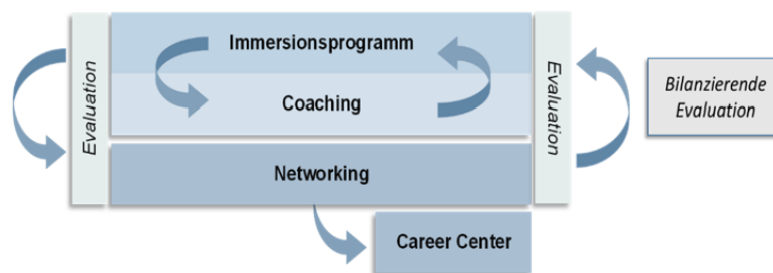 Immersionsprogramm
Coaching
Networking
Career Center
Evaluation
Evaluation
Bilanzierende
Evaluation